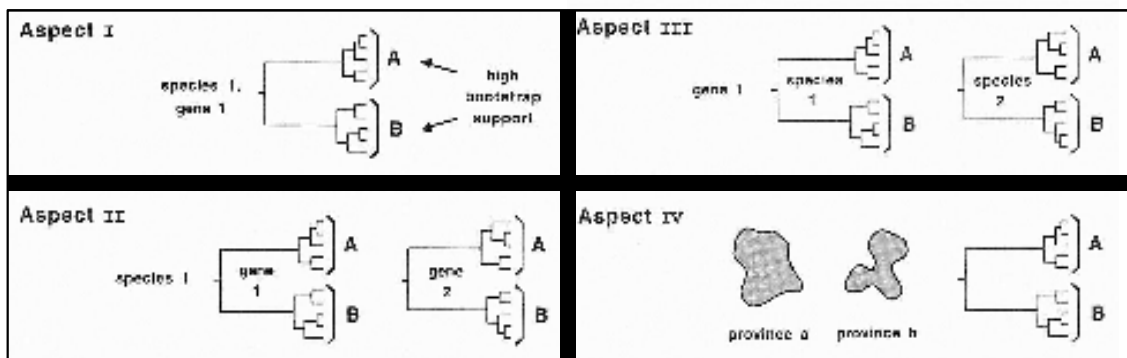 Aspect I
species 1,
gene 1
A
B
high
bootstrap
support
Aspect III
gene 1
species
1
A
B
species
2
A
B
Aspect II
species 1
gene
1
A
B
gene
2
A
B
Aspect IV
province a
province b
A
B